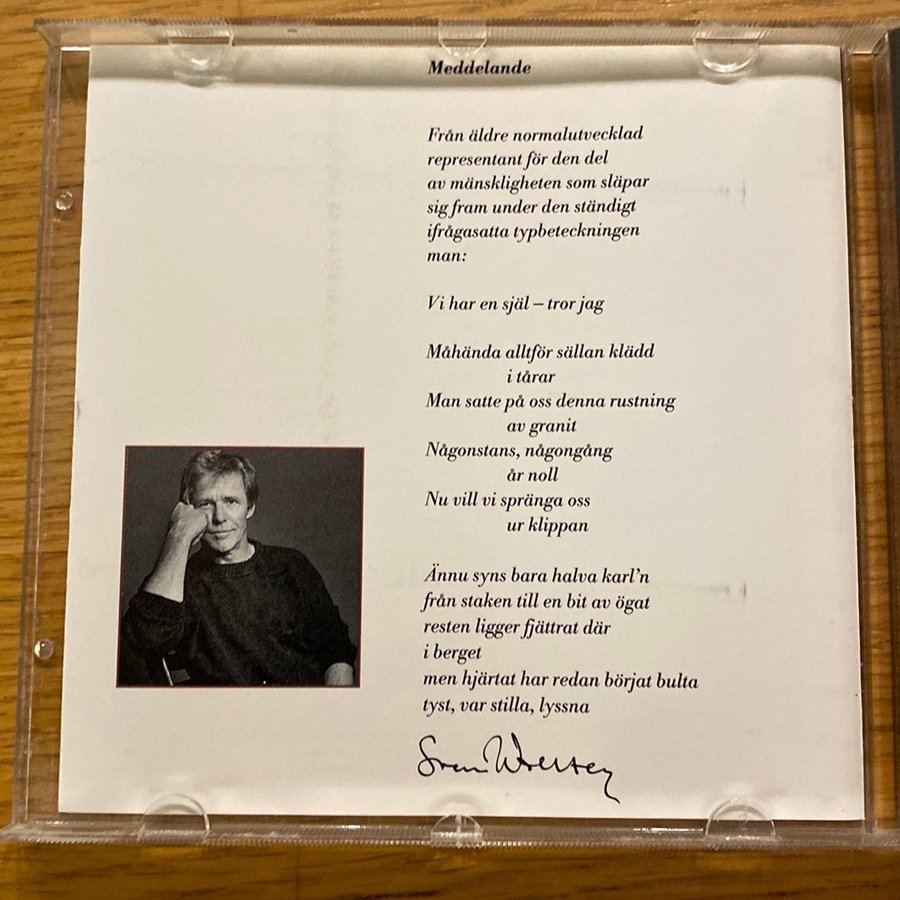 Meddelande
Från äldre normalutvecklad
representant för den del
av mänskligheten som släpar
sig fram under den ständigt
ifrågasatta typbeteckningen
man:
Vi har en själ – tror jag
Måhända alltför sällan klädd
i tårar
Man satte på oss denna rustning
av granit
Någonstans, någongång
år noll
Nu vill vi spränga oss
ur klippan
Ännu syns bara halva karl'n
från staken till en bit av ögat
resten ligger fjättrat där
i berget
men hjärtat har redan börjat bulta
tyst, var stilla, lyssna
Sven Wollter